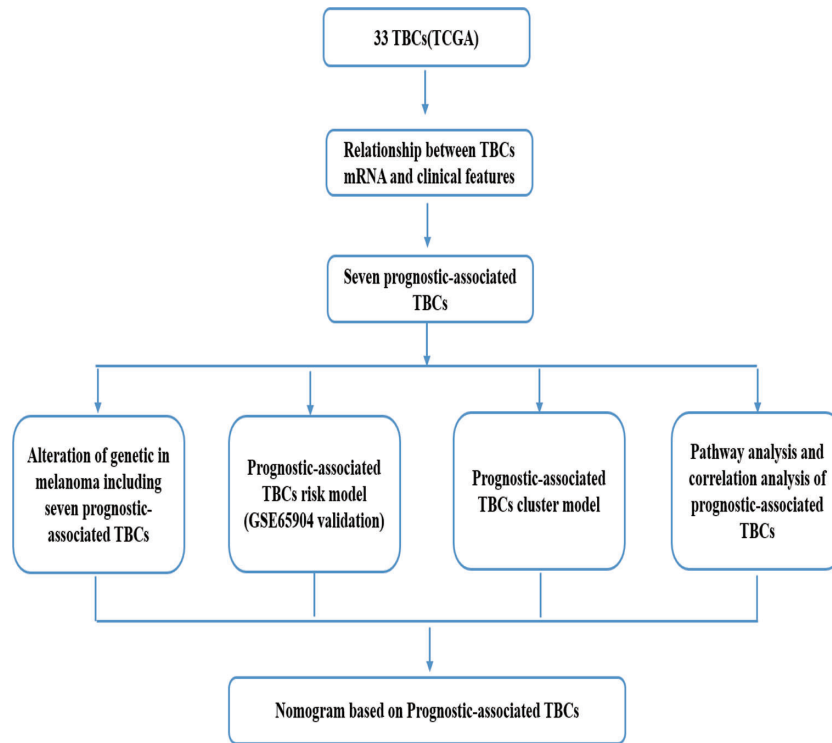 33 TBCs(TCGA)
Relationship between TBCs
mRNA and clinical features
Seven prognostic-associated
TBCs
Alteration of genetic in
melanoma including
seven prognostic-
associated TBCs
Prognostic-associated
TBCs risk model
(GSE65904 validation)
Prognostic-associated
TBCs cluster model
Pathway analysis and
correlation analysis of
prognostic-associated
TBCs
Nomogram based on Prognostic-associated TBCs